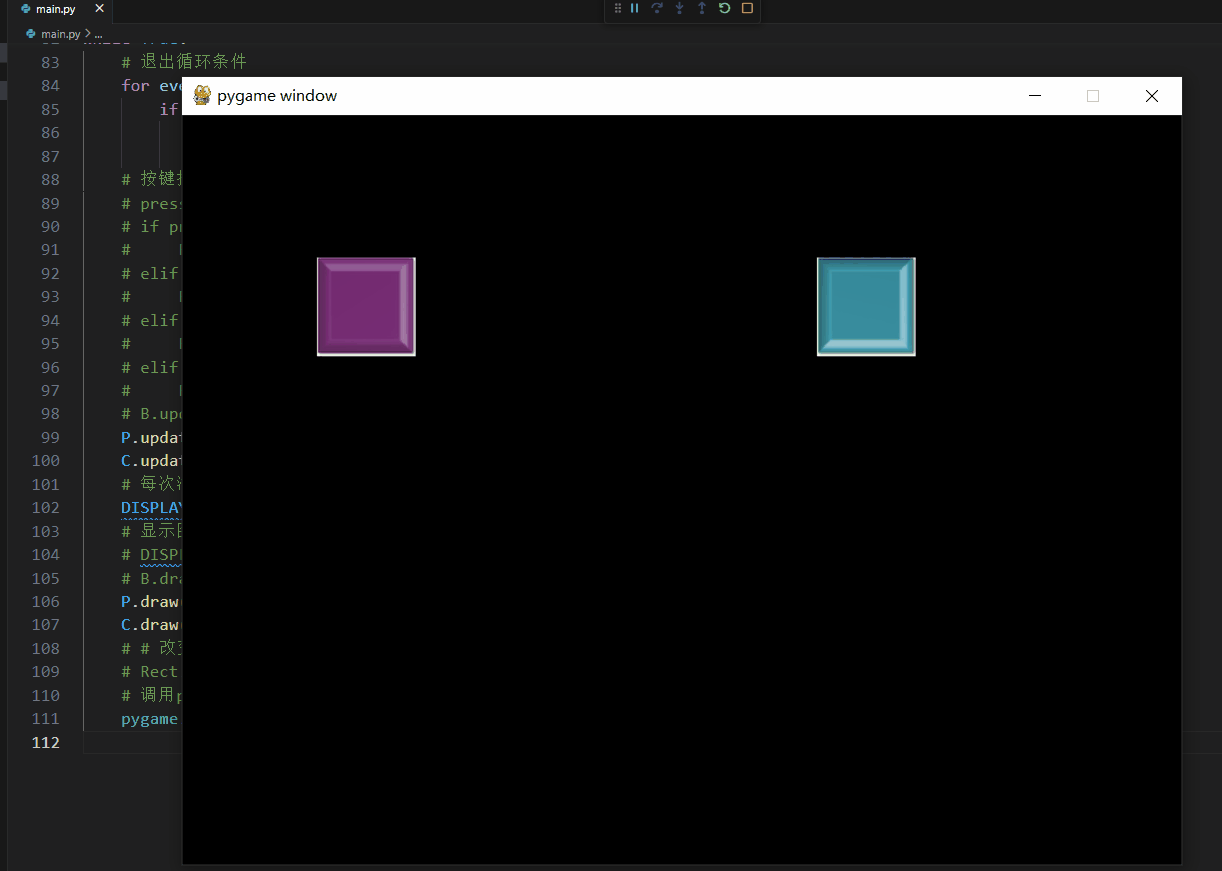 main.py
main.py > ...
83 # 退出循环条件
84 for eve
85 if
86
87
88 # 按键
89 # press
90 # if pr
91 #
92 # elif
93 #
94 # elif
95 #
96 # elif
97 #
98 # B.upd
99 P.updat
100 C.updat
101 # 每次
102 DISPLAY
103 # 显示
104 # DISPL
105 # B.dra
106 P.draw
107 C.draw
108 # # 改
109 # Rect
110 # 调用p
111 pygame
112
pygame window